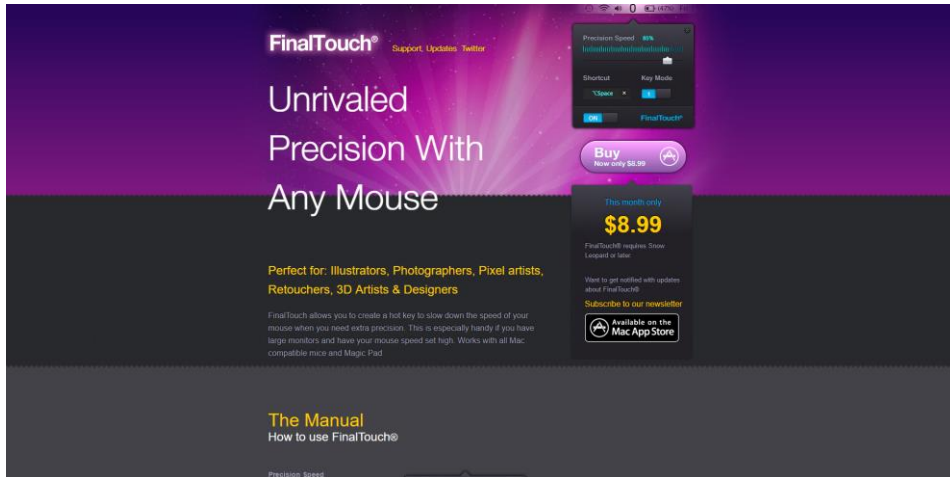 FinalTouch® Support, Updates Twitter
Unrivaled
Precision With
Any Mouse
Perfect for: Illustrators, Photographers, Pixel artists,
Retouchers, 3D Artists & Designers
FinalTouch allows you to create a hot key to slow down the speed of your
mouse when you need extra precision. This is especially handy if you have
large monitors and have your mouse speed set high. Works with all Mac
compatible mice and Magic Pad
(42%)
Precision Speed 85%
Shortcut Key Mode
⌥Space ×
ON FinalTouch®
Buy
Now only $8.99
This month only
$8.99
FinalTouch® requires Snow
Leopard or later
Want to get notified with updates
about FinalTouch®
Subscribe to our newsletter
Available on the
Mac App Store
The Manual
How to use FinalTouch®
Precision Speed